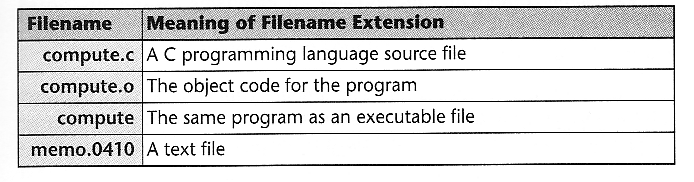 Filename Meaning of Filename Extension
compute.c A C programming language source file
compute.o The object code for the program
compute The same program as an executable file
memo.0410 A text file